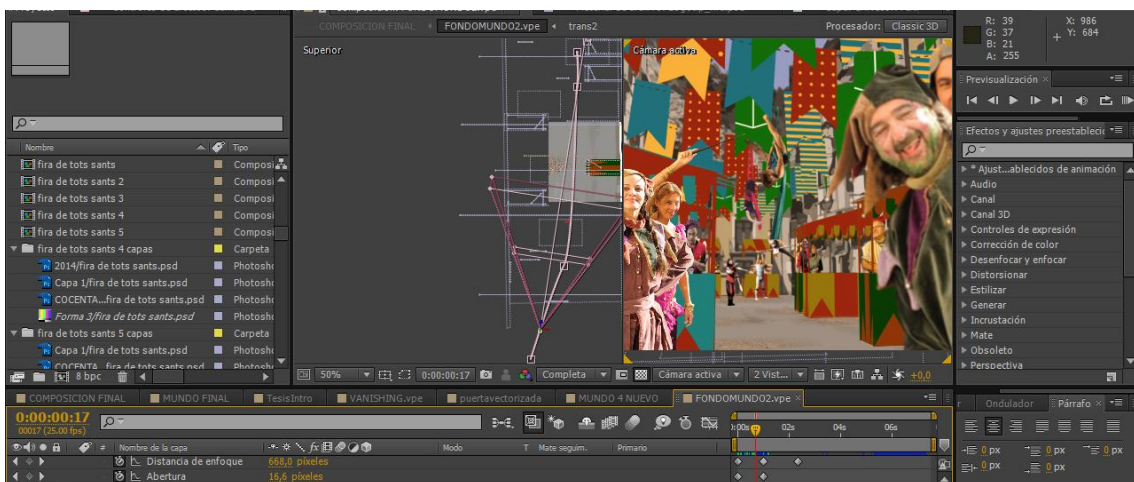 COMPOSICION FINAL
FONDOMUNDO2.vpe
trans2
Procesador: Classic 3D
Superior
Cámara activa
R: 39
G: 37
B: 21
A: 255
X: 986
Y: 684
Previsualización
Efectos y ajustes preestableci
* Ajust...ablecidos de animación
Audio
Canal
Canal 3D
Controles de expresión
Corrección de color
Desenfocar y enfocar
Distorsionar
Estilizar
Generar
Incrustación
Mate
Obsoleto
Perspectiva
Nombre
Tipo
fira de tots sants Composi
fira de tots sants 2 Composi
fira de tots sants 3 Composi
fira de tots sants 4 Composi
fira de tots sants 5 Composi
fira de tots sants 4 capas Carpeta
2014/fira de tots sants.psd Photosho
Capa 1/fira de tots sants.psd Photosho
COCENTA...fira de tots sants.psd Photosho
Forma 3/fira de tots sants.psd Photosho
fira de tots sants 5 capas Carpeta
Capa 1/fira de tots sants.psd Photosho
COCENTA...fira de tots sants.psd Photosho
8 bpc
50% 0:00:00:17 Completa Cámara activa 2 Vist... +0,0
COMPOSICION FINAL MUNDO FINAL TesisIntro VANISHING.vpe puertavectorizada MUNDO 4 NUEVO FONDOMUNDO2.vpe
0:00:00:17
00017 (25.00 fps)
# Nombre de la capa Modo T Mate seguim. Primario
02s 04s 06s
Distancia de enfoque 668,0 píxeles
Abertura 16,6 píxeles
Ondulador Párrafo
0 px 0 px 0 px
0 px 0 px